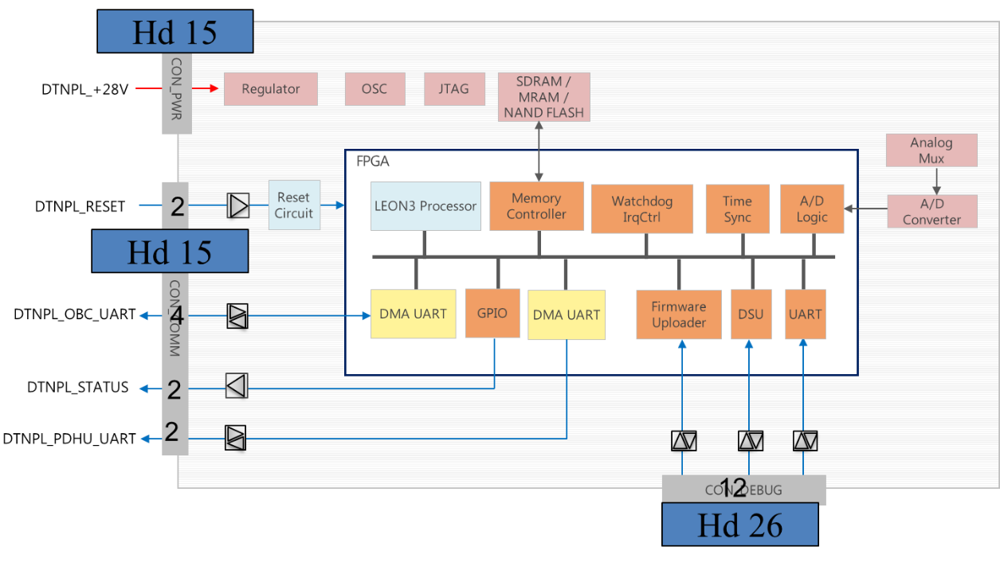 Hd 15
CON_PWR
DTNPL_+28V
Regulator
OSC
JTAG
SDRAM /
MRAM /
NAND FLASH
Analog
Mux
FPGA
DTNPL_RESET
2
Reset
Circuit
LEON3 Processor
Memory
Controller
Watchdog
IrqCtrl
Time
Sync
A/D
Logic
A/D
Converter
Hd 15
CON_COMM
DTNPL_OBC_UART
4
DMA UART
GPIO
DMA UART
Firmware
Uploader
DSU
UART
DTNPL_STATUS
2
DTNPL_PDHU_UART
2
CON_DEBUG
12
Hd 26